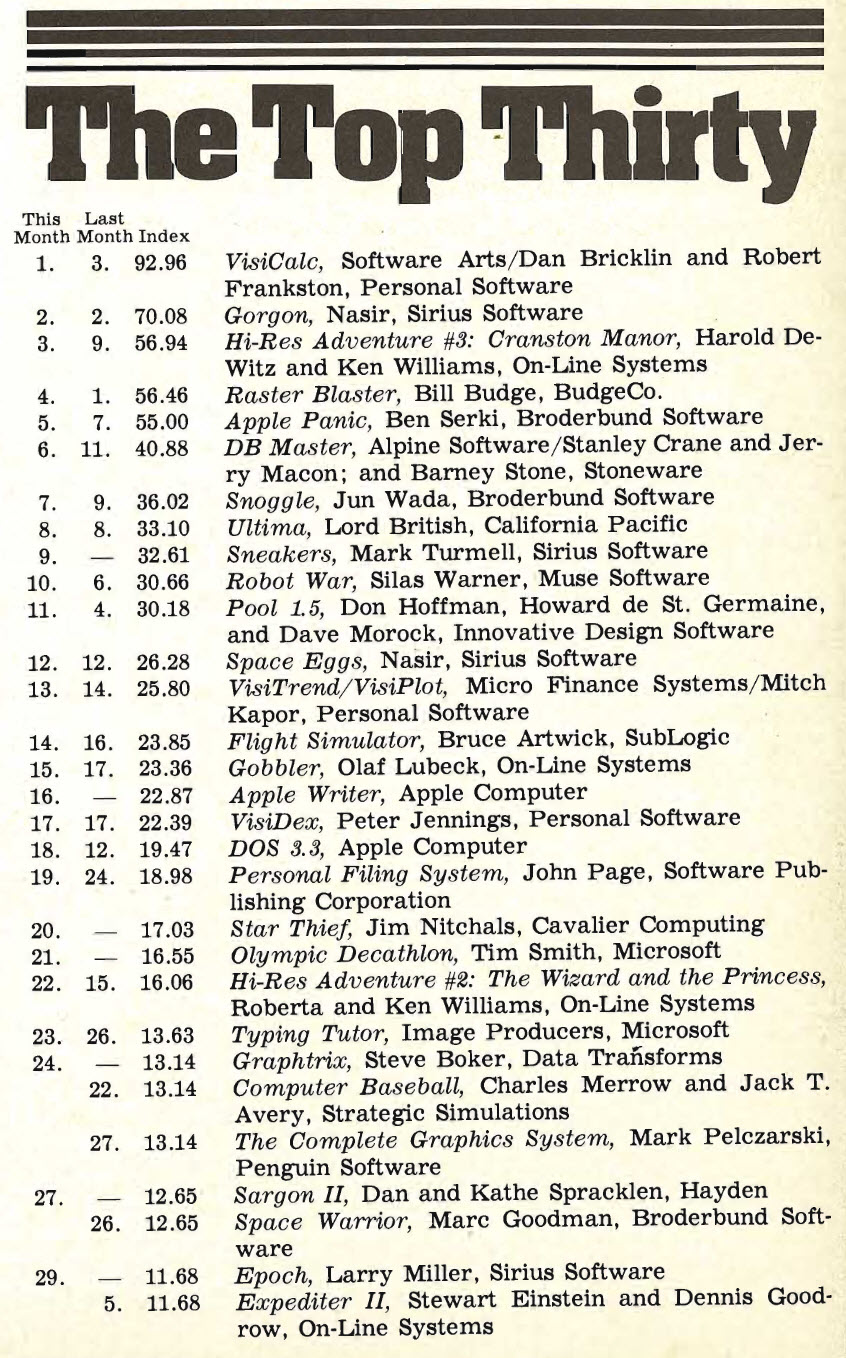 The Top Thirty
This Last
Month Month Index
1. 3. 92.96 VisiCalc, Software Arts/Dan Bricklin and Robert
Frankston, Personal Software
2. 2. 70.08 Gorgon, Nasir, Sirius Software
3. 9. 56.94 Hi-Res Adventure #3: Cranston Manor, Harold De-
Witz and Ken Williams, On-Line Systems
4. 1. 56.46 Raster Blaster, Bill Budge, BudgeCo.
5. 7. 55.00 Apple Panic, Ben Serki, Broderbund Software
6. 11. 40.88 DB Master, Alpine Software/Stanley Crane and Jer-
ry Macon; and Barney Stone, Stoneware
7. 9. 36.02 Snoggle, Jun Wada, Broderbund Software
8. 8. 33.10 Ultima, Lord British, California Pacific
9. — 32.61 Sneakers, Mark Turmell, Sirius Software
10. 6. 30.66 Robot War, Silas Warner, Muse Software
11. 4. 30.18 Pool 1.5, Don Hoffman, Howard de St. Germaine,
and Dave Morock, Innovative Design Software
12. 12. 26.28 Space Eggs, Nasir, Sirius Software
13. 14. 25.80 VisiTrend/VisiPlot, Micro Finance Systems/Mitch
Kapor, Personal Software
14. 16. 23.85 Flight Simulator, Bruce Artwick, SubLogic
15. 17. 23.36 Gobbler, Olaf Lubeck, On-Line Systems
16. — 22.87 Apple Writer, Apple Computer
17. 17. 22.39 VisiDex, Peter Jennings, Personal Software
18. 12. 19.47 DOS 3.3, Apple Computer
19. 24. 18.98 Personal Filing System, John Page, Software Pub-
lishing Corporation
20. — 17.03 Star Thief, Jim Nitchals, Cavalier Computing
21. — 16.55 Olympic Decathlon, Tim Smith, Microsoft
22. 15. 16.06 Hi-Res Adventure #2: The Wizard and the Princess,
Roberta and Ken Williams, On-Line Systems
23. 26. 13.63 Typing Tutor, Image Producers, Microsoft
24. — 13.14 Graphtrix, Steve Boker, Data Transforms
22. 13.14 Computer Baseball, Charles Merrow and Jack T.
Avery, Strategic Simulations
27. 13.14 The Complete Graphics System, Mark Pelczarski,
Penguin Software
27. — 12.65 Sargon II, Dan and Kathe Spracklen, Hayden
26. 12.65 Space Warrior, Marc Goodman, Broderbund Soft-
ware
29. — 11.68 Epoch, Larry Miller, Sirius Software
5. 11.68 Expediter II, Stewart Einstein and Dennis Good-
row, On-Line Systems